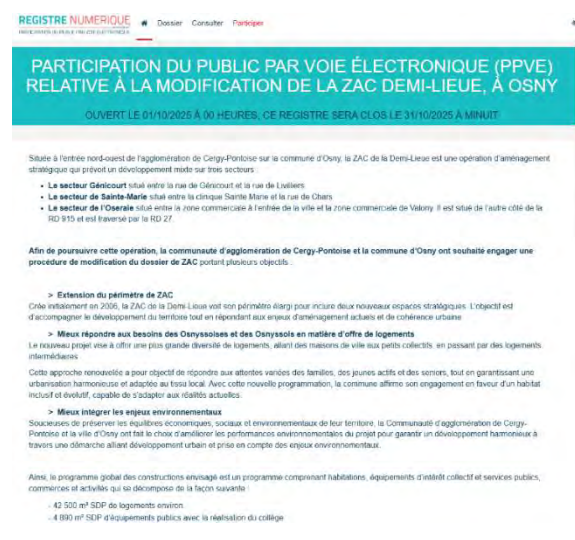 REGISTRE NUMERIQUE
Dossier Consulter Participer
PARTICIPATION DU PUBLIC PAR VOIE ÉLECTRONIQUE
PARTICIPATION DU PUBLIC PAR VOIE ÉLECTRONIQUE (PPVE)
RELATIVE À LA MODIFICATION DE LA ZAC DEMI-LIEUE, À OSNY
OUVERT LE 01/10/2025 À 00 HEURES, CE REGISTRE SERA CLOS LE 31/10/2025 À MINUIT
Située à l'entrée nord-ouest de l'agglomération de Cergy-Pontoise sur la commune d'Osny, la ZAC de la Demi-Lieue est une opération d'aménagement
stratégique qui prévoit un développement mixte sur trois secteurs :
• Le secteur Génicourt situé entre la rue de Génicourt et la rue de Livilliers
• Le secteur de Sainte-Marie situé entre la clinique Sainte Marie et la rue de Chars
• Le secteur de l'Oseraie situé entre la zone commerciale à l'entrée de la ville et la zone commerciale de Velony. Il est situé de l'autre côté de la
RD 915 et est traversé par la RD 27.
Afin de poursuivre cette opération, la communauté d'agglomération de Cergy-Pontoise et la commune d'Osny ont souhaité engager une
procédure de modification du dossier de ZAC portant plusieurs objectifs :
> Extension du périmètre de ZAC
Crée initialement en 2006, la ZAC de la Demi-Lieue voit son périmètre élargi pour inclure deux nouveaux espaces stratégiques. L'objectif est
d'accompagner le développement du territoire tout en répondant aux enjeux d'aménagement actuels et de cohérence urbaine.
> Mieux répondre aux besoins des Osnyssoises et des Osnyssois en matière d'offre de logements
Le nouveau projet vise à offrir une plus grande diversité de logements, allant des maisons de ville aux petits collectifs, en passant par des logements
intermédiaires.
Cette approche renouvelée a pour objectif de répondre aux attentes variées des familles, des jeunes actifs et des seniors, tout en garantissant une
urbanisation harmonieuse et adaptée au tissu local. Avec cette nouvelle programmation, la commune affirme son engagement en faveur d'un habitat
inclusif et évolutif, capable de s'adapter aux réalités actuelles.
> Mieux intégrer les enjeux environnementaux
Soucieuses de préserver les équilibres économiques, sociaux et environnementaux de leur territoire, la Communauté d'agglomération de Cergy-
Pontoise et la ville d'Osny ont fait le choix d'améliorer les performances environnementales du projet pour garantir un développement harmonieux à
travers une démarche alliant développement urbain et prise en compte des enjeux environnementaux.
Ainsi, le programme global des constructions envisagé est un programme comprenant habitations, équipements d'intérêt collectif et services publics,
commerces et activités qui se décompose de la façon suivante :
- 42 500 m² SDP de logements environ
- 4 890 m² SDP d'équipements publics avec la réalisation du collège